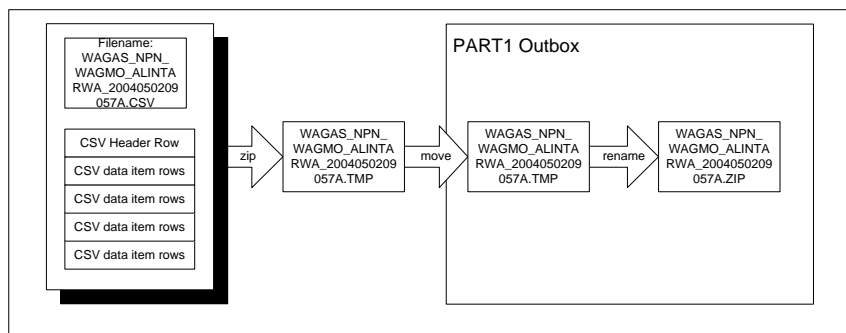 Filename:
WAGAS_NPN_
WAGMO_ALINTA
RWA_2004050209
057A.CSV
CSV Header Row
CSV data item rows
CSV data item rows
CSV data item rows
CSV data item rows
zip
WAGAS_NPN_
WAGMO_ALINTA
RWA_2004050209
057A.TMP
move
PART1 Outbox
WAGAS_NPN_
WAGMO_ALINTA
RWA_2004050209
057A.TMP
rename
WAGAS_NPN_
WAGMO_ALINTA
RWA_2004050209
057A.ZIP